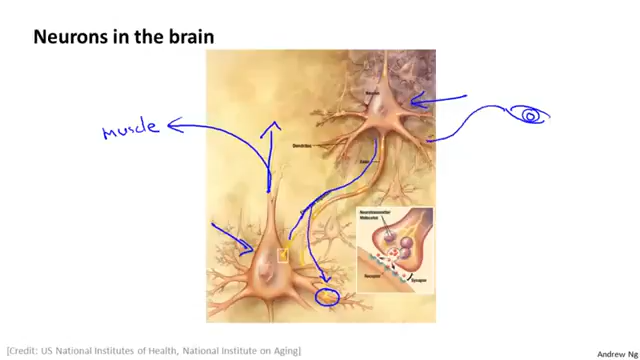 Neurons in the brain
muscle
Dendrites
Axon
Neurotransmitter
Molecules
Receptor
Synapse
[Credit: US National Institutes of Health, National Institute on Aging]
Andrew Ng